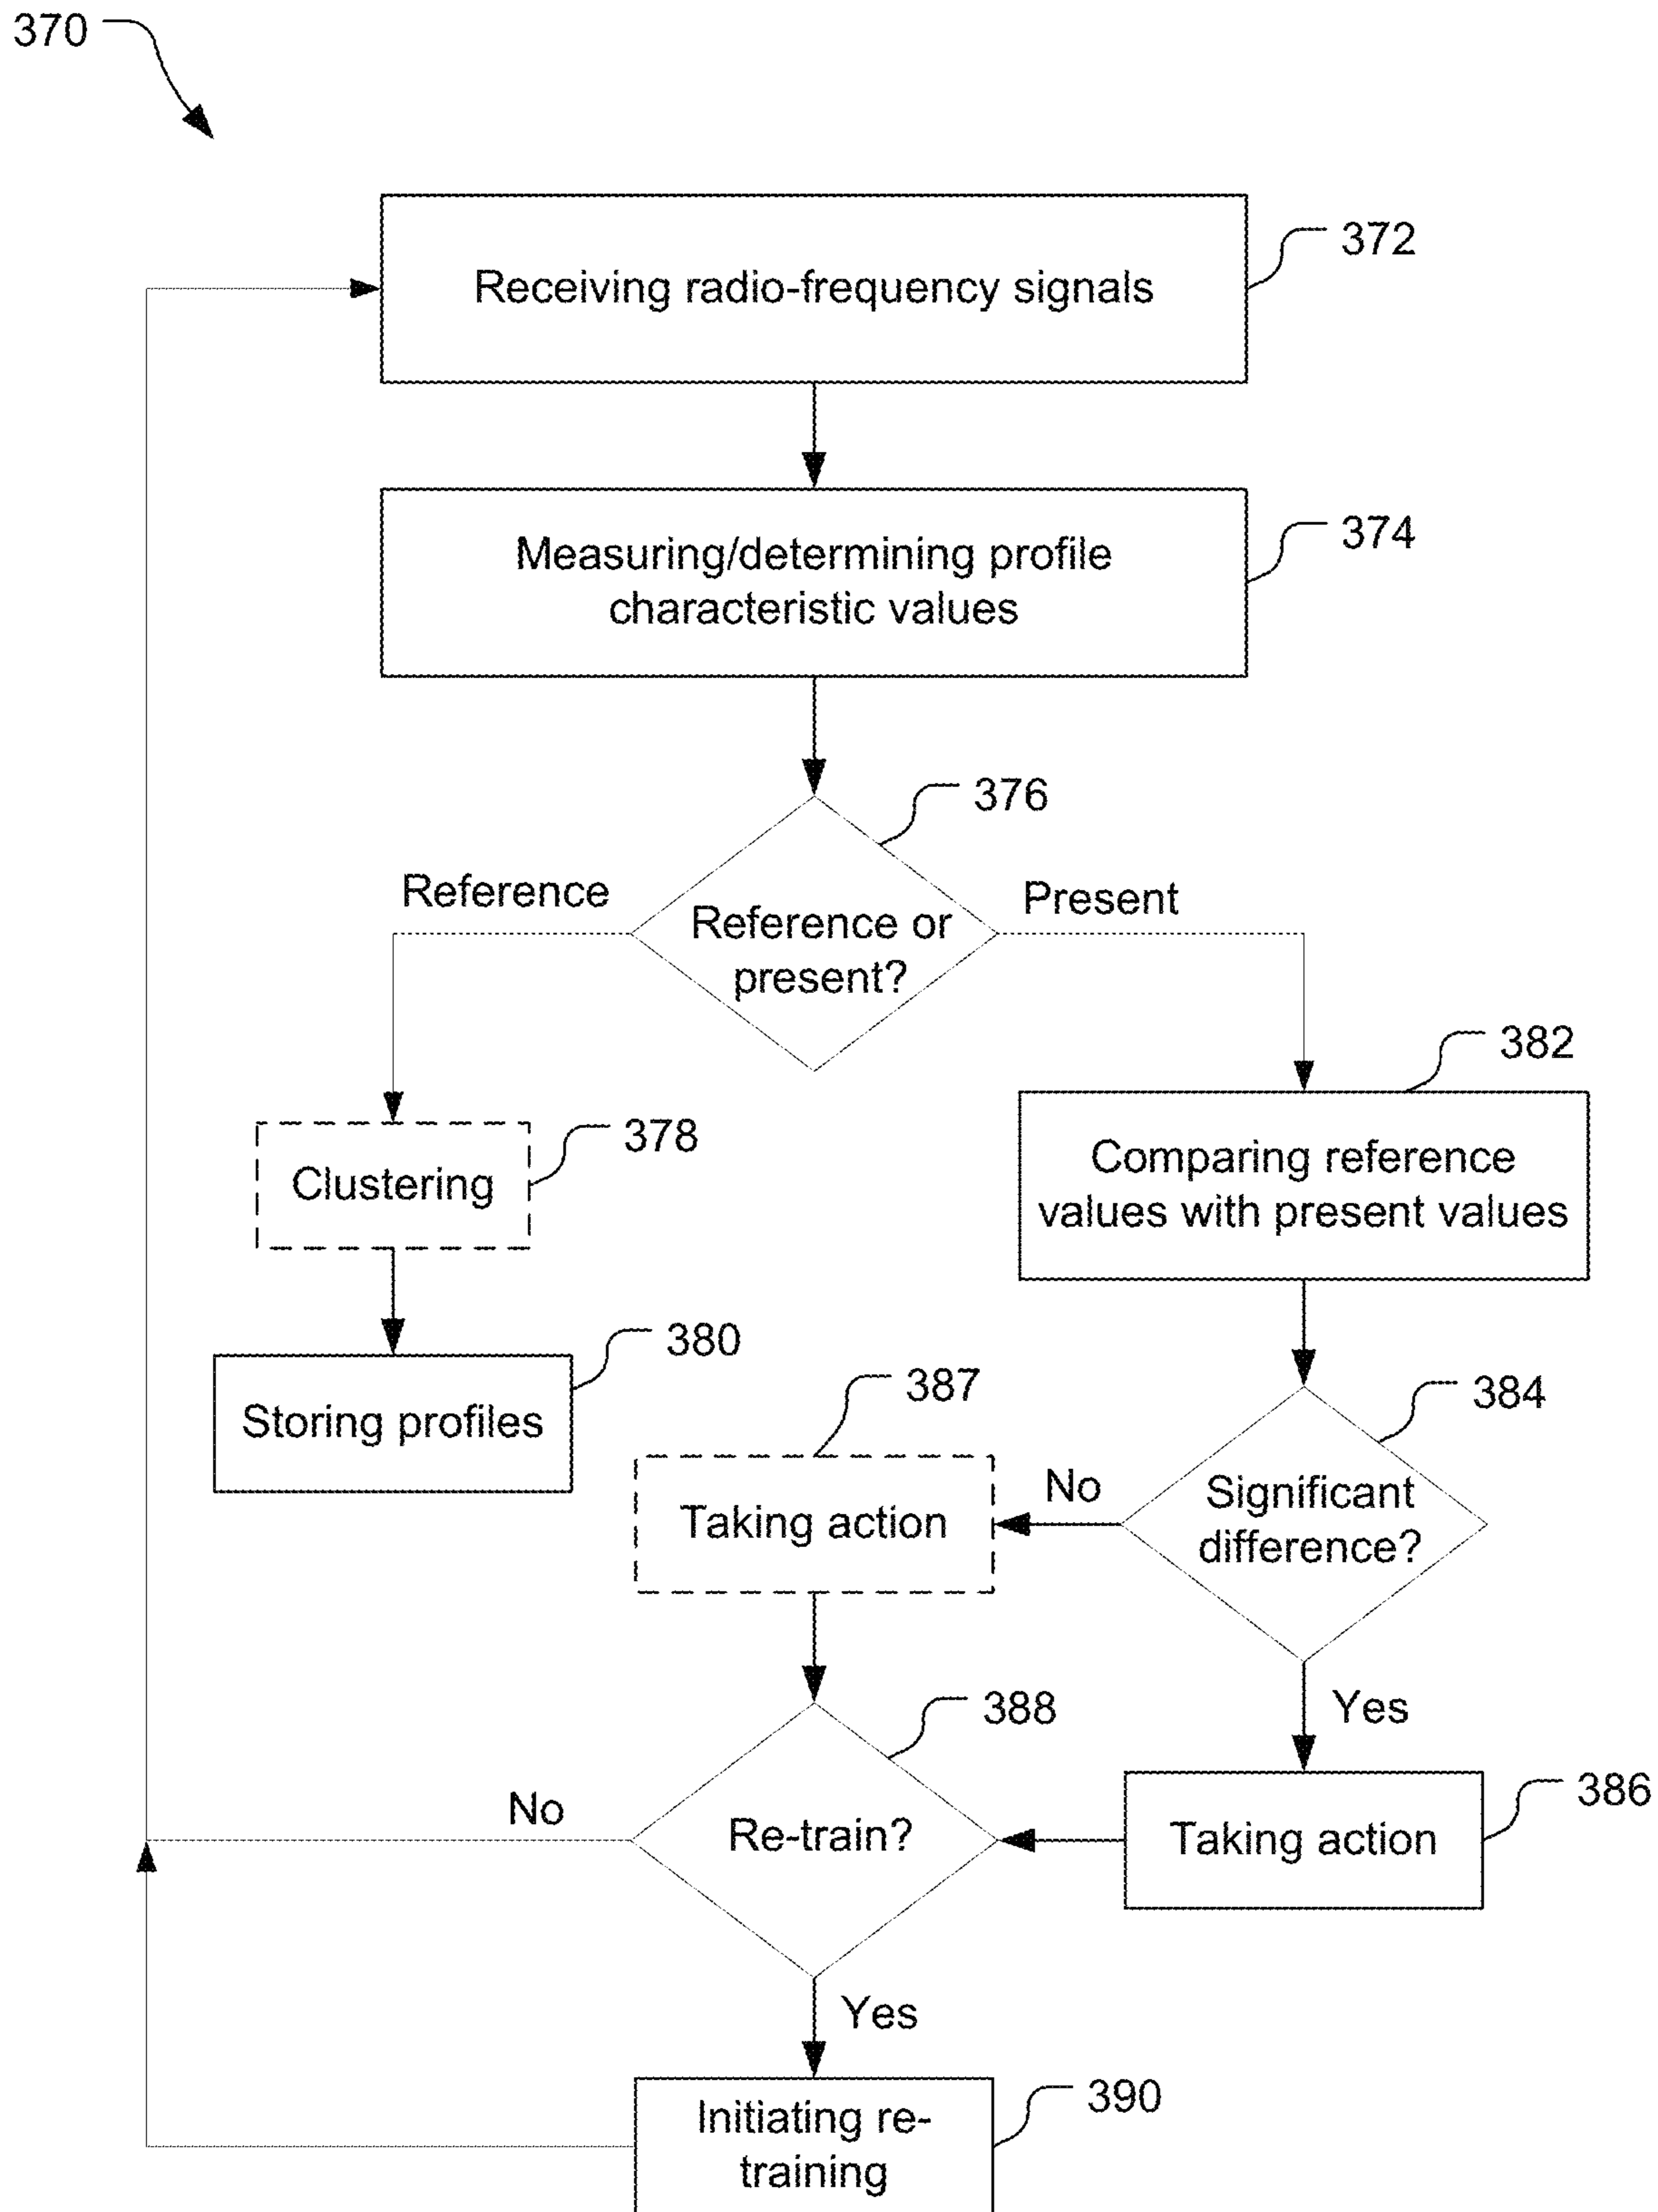 370
Receiving radio-frequency signals
372
Measuring/determining profile
characteristic values
374
376
Reference
Reference or
present?
Present
382
378
Clustering
Comparing reference
values with present values
380
Storing profiles
387
384
Taking action
No
Significant
difference?
388
Yes
No
Re-train?
386
Taking action
Yes
390
Initiating re-
training